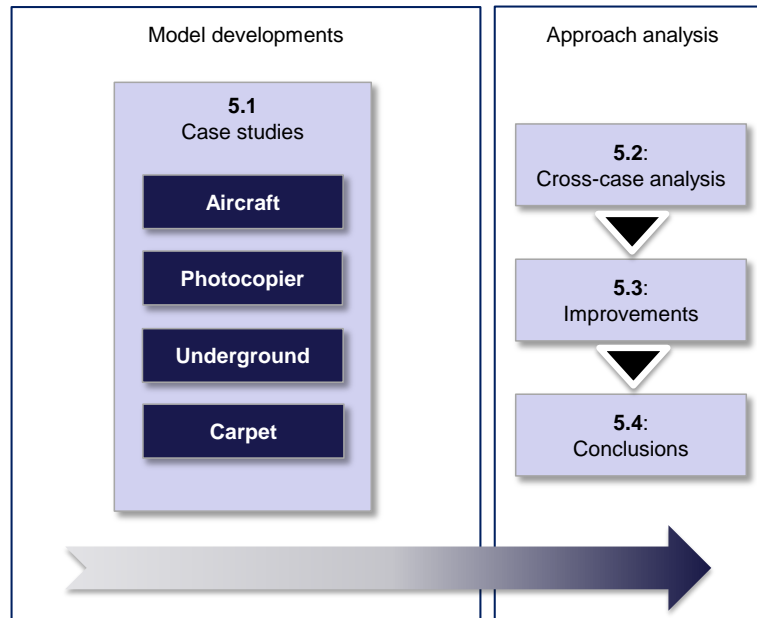 Model developments
5.1
Case studies
Aircraft
Photocopier
Underground
Carpet
Approach analysis
5.2:
Cross-case analysis
5.3:
Improvements
5.4:
Conclusions